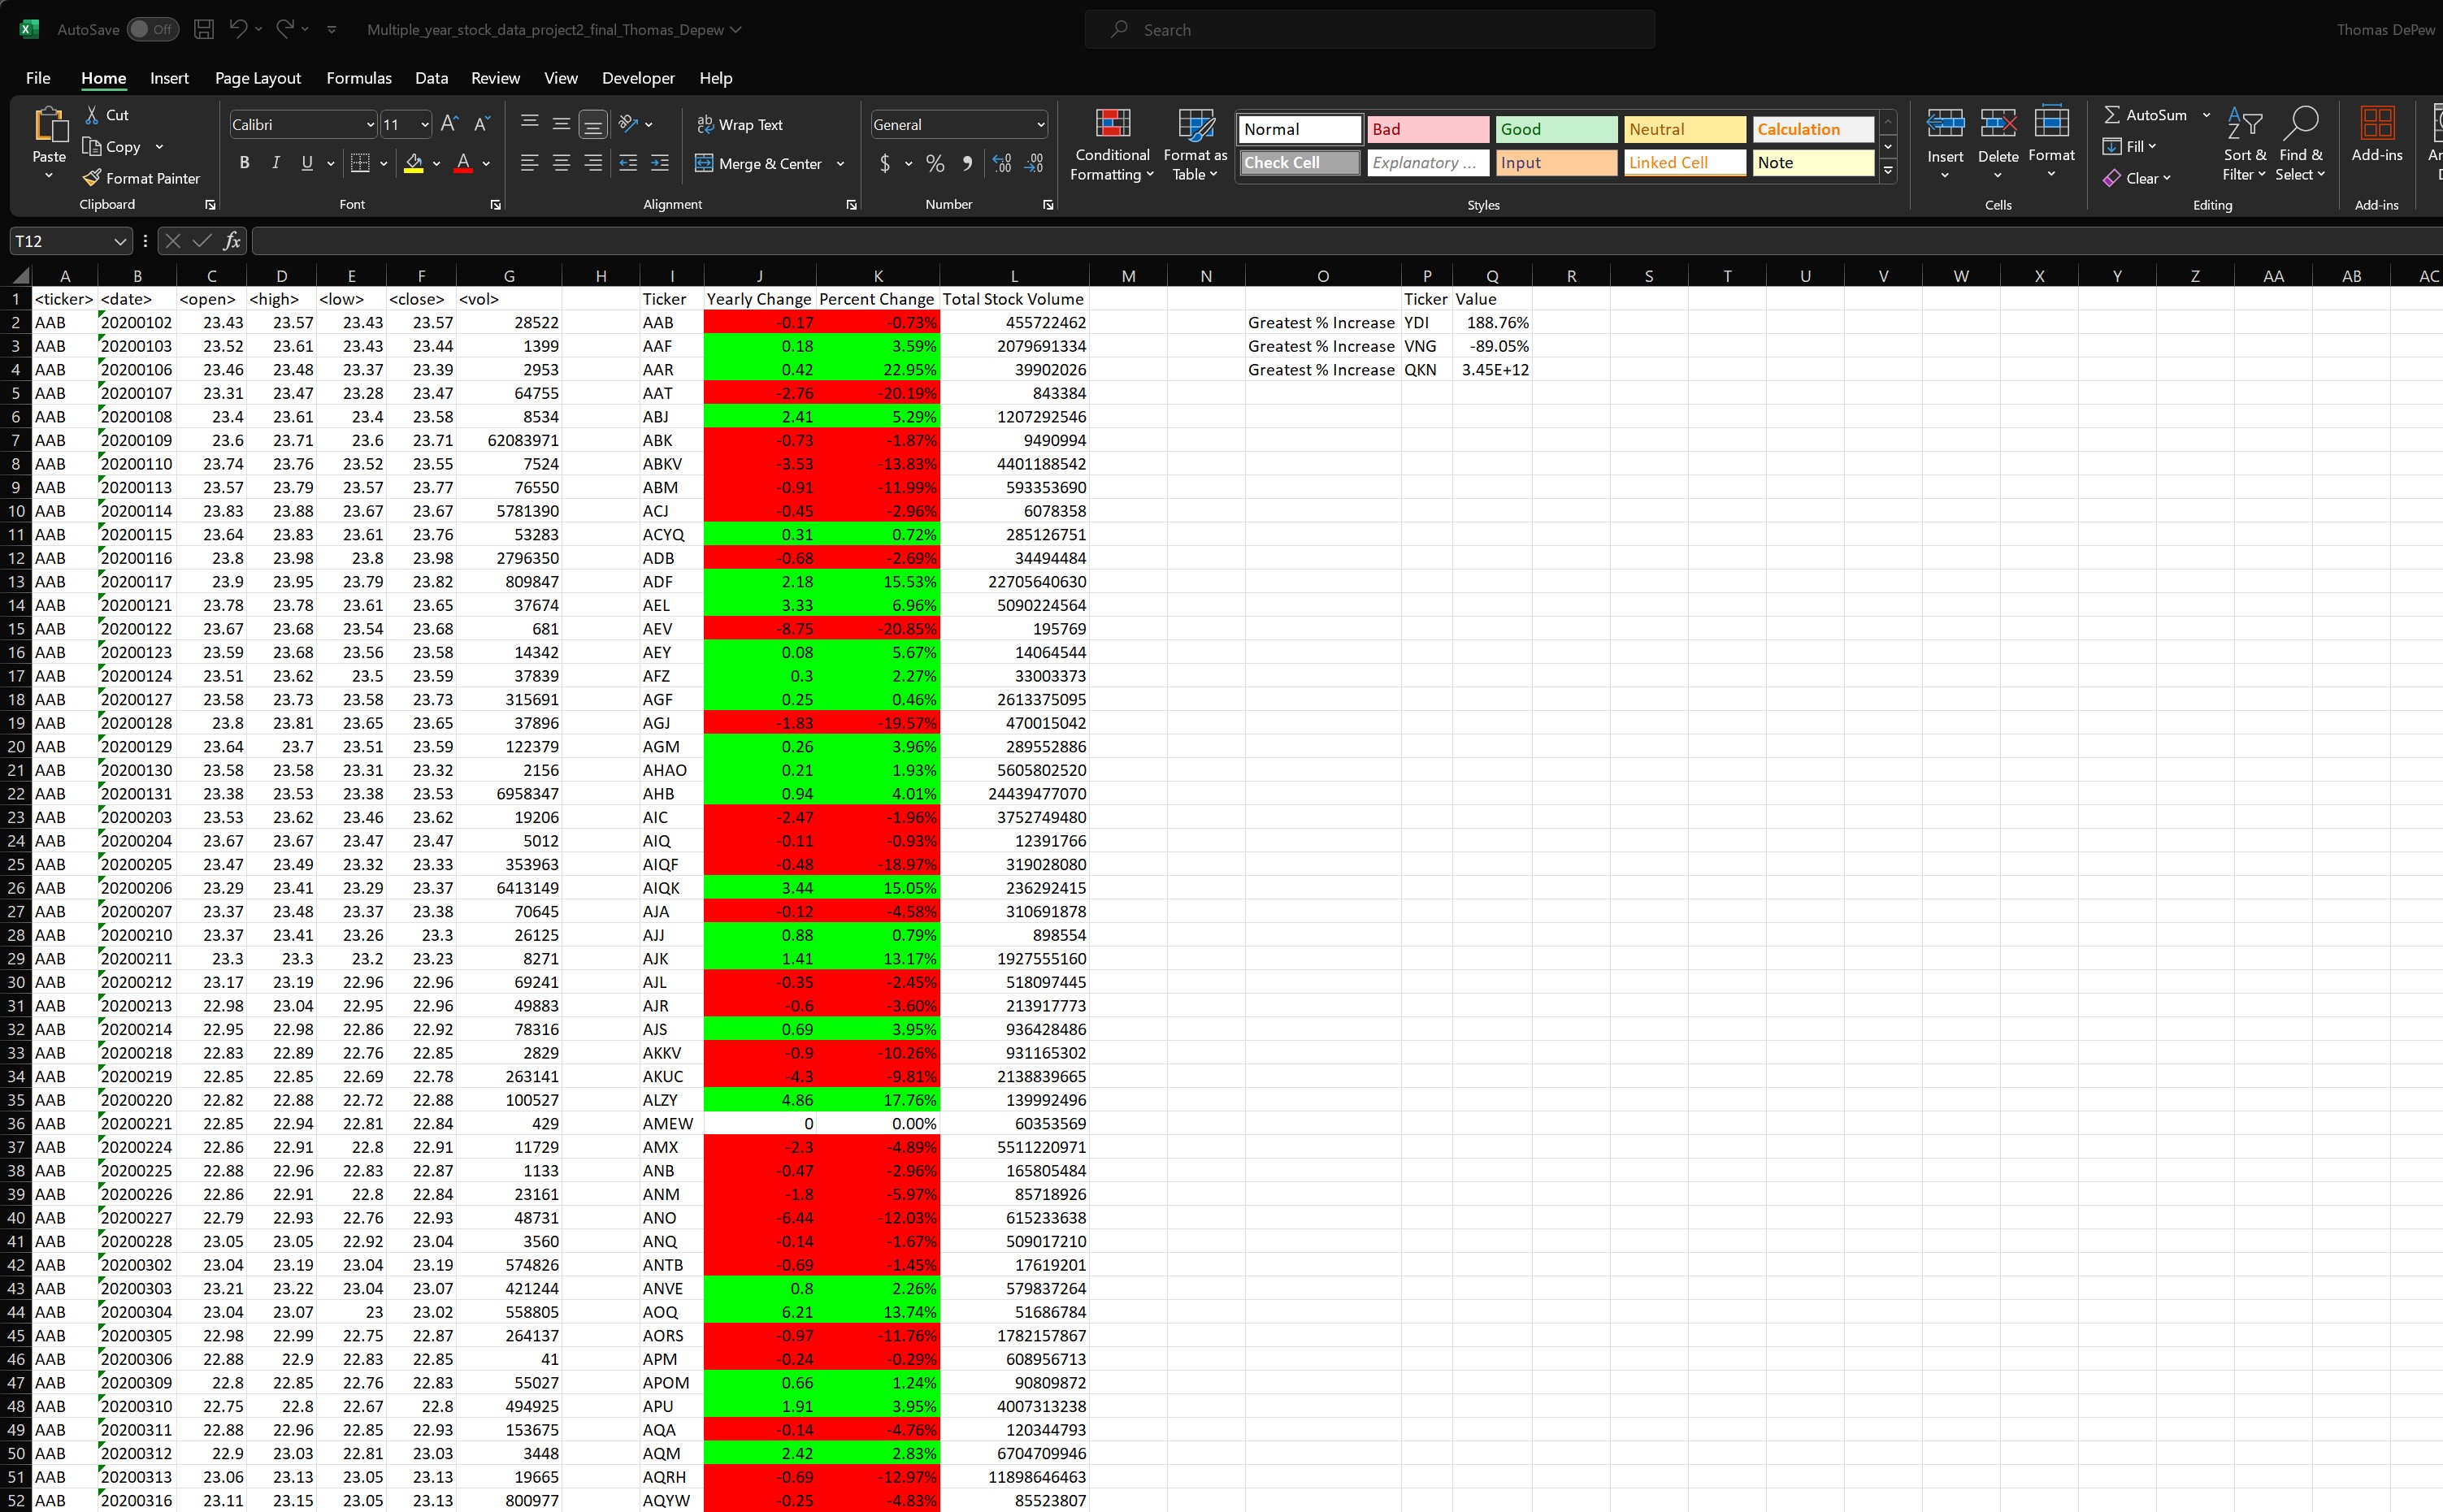 AutoSave Off Multiple_year_stock_data_project2_final_Thomas_Depew Search Thomas DePew
File Home Insert Page Layout Formulas Data Review View Developer Help
Paste Cut Copy Format Painter Clipboard
Calibri 11 B I U A Font
Wrap Text Merge & Center Alignment
General $ % Number
Conditional Formatting Format as Table
Normal Bad Good Neutral Calculation
Check Cell Explanatory ... Input Linked Cell Note
Styles
Insert Delete Format Cells
AutoSum Fill Clear Sort & Filter Find & Select Editing
Add-ins Add-ins
T12 fx
A B C D E F G H I J K L M N O P Q R S T U V W X Y Z AA AB AC
1 <ticker> <date> <open> <high> <low> <close> <vol> Ticker Yearly Change Percent Change Total Stock Volume Ticker Value
2 AAB 20200102 23.43 23.57 23.43 23.57 28522 AAB -0.17 -0.73% 455722462 Greatest % Increase YDI 188.76%
3 AAB 20200103 23.52 23.61 23.43 23.44 1399 AAF 0.18 3.59% 2079691334 Greatest % Increase VNG -89.05%
4 AAB 20200106 23.46 23.48 23.37 23.39 2953 AAR 0.42 22.95% 39902026 Greatest % Increase QKN 3.45E+12
5 AAB 20200107 23.31 23.47 23.28 23.47 64755 AAT -2.76 -20.19% 843384
6 AAB 20200108 23.4 23.61 23.4 23.58 8534 ABJ 2.41 5.29% 1207292546
7 AAB 20200109 23.6 23.71 23.6 23.71 62083971 ABK -0.73 -1.87% 9490994
8 AAB 20200110 23.74 23.76 23.52 23.55 7524 ABKV -3.53 -13.83% 4401188542
9 AAB 20200113 23.57 23.79 23.57 23.77 76550 ABM -0.91 -11.99% 593353690
10 AAB 20200114 23.83 23.88 23.67 23.67 5781390 ACJ -0.45 -2.96% 6078358
11 AAB 20200115 23.64 23.83 23.61 23.76 53283 ACYQ 0.31 0.72% 285126751
12 AAB 20200116 23.8 23.98 23.8 23.98 2796350 ADB -0.68 -2.69% 34494484
13 AAB 20200117 23.9 23.95 23.79 23.82 809847 ADF 2.18 15.53% 22705640630
14 AAB 20200121 23.78 23.78 23.61 23.65 37674 AEL 3.33 6.96% 5090224564
15 AAB 20200122 23.67 23.68 23.54 23.68 681 AEV -8.75 -20.85% 195769
16 AAB 20200123 23.59 23.68 23.56 23.58 14342 AEY 0.08 5.67% 14064544
17 AAB 20200124 23.51 23.62 23.5 23.59 37839 AFZ 0.3 2.27% 33003373
18 AAB 20200127 23.58 23.73 23.58 23.73 315691 AGF 0.25 0.46% 2613375095
19 AAB 20200128 23.8 23.81 23.65 23.65 37896 AGJ -1.83 -19.57% 470015042
20 AAB 20200129 23.64 23.7 23.51 23.59 122379 AGM 0.26 3.96% 289552886
21 AAB 20200130 23.58 23.58 23.31 23.32 2156 AHAO 0.21 1.93% 5605802520
22 AAB 20200131 23.38 23.53 23.38 23.53 6958347 AHB 0.94 4.01% 24439477070
23 AAB 20200203 23.53 23.62 23.46 23.62 19206 AIC -2.47 -1.96% 3752749480
24 AAB 20200204 23.67 23.67 23.47 23.47 5012 AIQ -0.11 -0.93% 12391766
25 AAB 20200205 23.47 23.49 23.32 23.33 353963 AIQF -0.48 -18.97% 319028080
26 AAB 20200206 23.29 23.41 23.29 23.37 6413149 AIQK 3.44 15.05% 236292415
27 AAB 20200207 23.37 23.48 23.37 23.38 70645 AJA -0.12 -4.58% 310691878
28 AAB 20200210 23.37 23.41 23.26 23.3 26125 AJJ 0.88 0.79% 898554
29 AAB 20200211 23.3 23.3 23.2 23.23 8271 AJK 1.41 13.17% 1927555160
30 AAB 20200212 23.17 23.19 22.96 22.96 69241 AJL -0.35 -2.45% 518097445
31 AAB 20200213 22.98 23.04 22.95 22.96 49883 AJR -0.6 -3.60% 213917773
32 AAB 20200214 22.95 22.98 22.86 22.92 78316 AJS 0.69 3.95% 936428486
33 AAB 20200218 22.83 22.89 22.76 22.85 2829 AKKV -0.9 -10.26% 931165302
34 AAB 20200219 22.85 22.85 22.69 22.78 263141 AKUC -4.3 -9.81% 2138839665
35 AAB 20200220 22.82 22.88 22.72 22.88 100527 ALZY 4.86 17.76% 139992496
36 AAB 20200221 22.85 22.94 22.81 22.84 429 AMEW 0 0.00% 60353569
37 AAB 20200224 22.86 22.91 22.8 22.91 11729 AMX -2.3 -4.89% 5511220971
38 AAB 20200225 22.88 22.96 22.83 22.87 1133 ANB -0.47 -2.96% 165805484
39 AAB 20200226 22.86 22.91 22.8 22.84 23161 ANM -1.8 -5.97% 85718926
40 AAB 20200227 22.79 22.93 22.76 22.93 48731 ANO -6.44 -12.03% 615233638
41 AAB 20200228 23.05 23.05 22.92 23.04 3560 ANQ -0.14 -1.67% 509017210
42 AAB 20200302 23.04 23.19 23.04 23.19 574826 ANTB -0.69 -1.45% 17619201
43 AAB 20200303 23.21 23.22 23.04 23.07 421244 ANVE 0.8 2.26% 579837264
44 AAB 20200304 23.04 23.07 23 23.02 558805 AOQ 6.21 13.74% 51686784
45 AAB 20200305 22.98 22.99 22.75 22.87 264137 AORS -0.97 -11.76% 1782157867
46 AAB 20200306 22.88 22.9 22.83 22.85 41 APM -0.24 -0.29% 608956713
47 AAB 20200309 22.8 22.85 22.76 22.83 55027 APOM 0.66 1.24% 90809872
48 AAB 20200310 22.75 22.8 22.67 22.8 494925 APU 1.91 3.95% 4007313238
49 AAB 20200311 22.88 22.96 22.85 22.93 153675 AQA -0.14 -4.76% 120344793
50 AAB 20200312 22.9 23.03 22.81 23.03 3448 AQM 2.42 2.83% 6704709946
51 AAB 20200313 23.06 23.13 23.05 23.13 19665 AQRH -0.69 -12.97% 11898646463
52 AAB 20200316 23.11 23.15 23.05 23.13 800977 AQYW -0.25 -4.83% 85523807